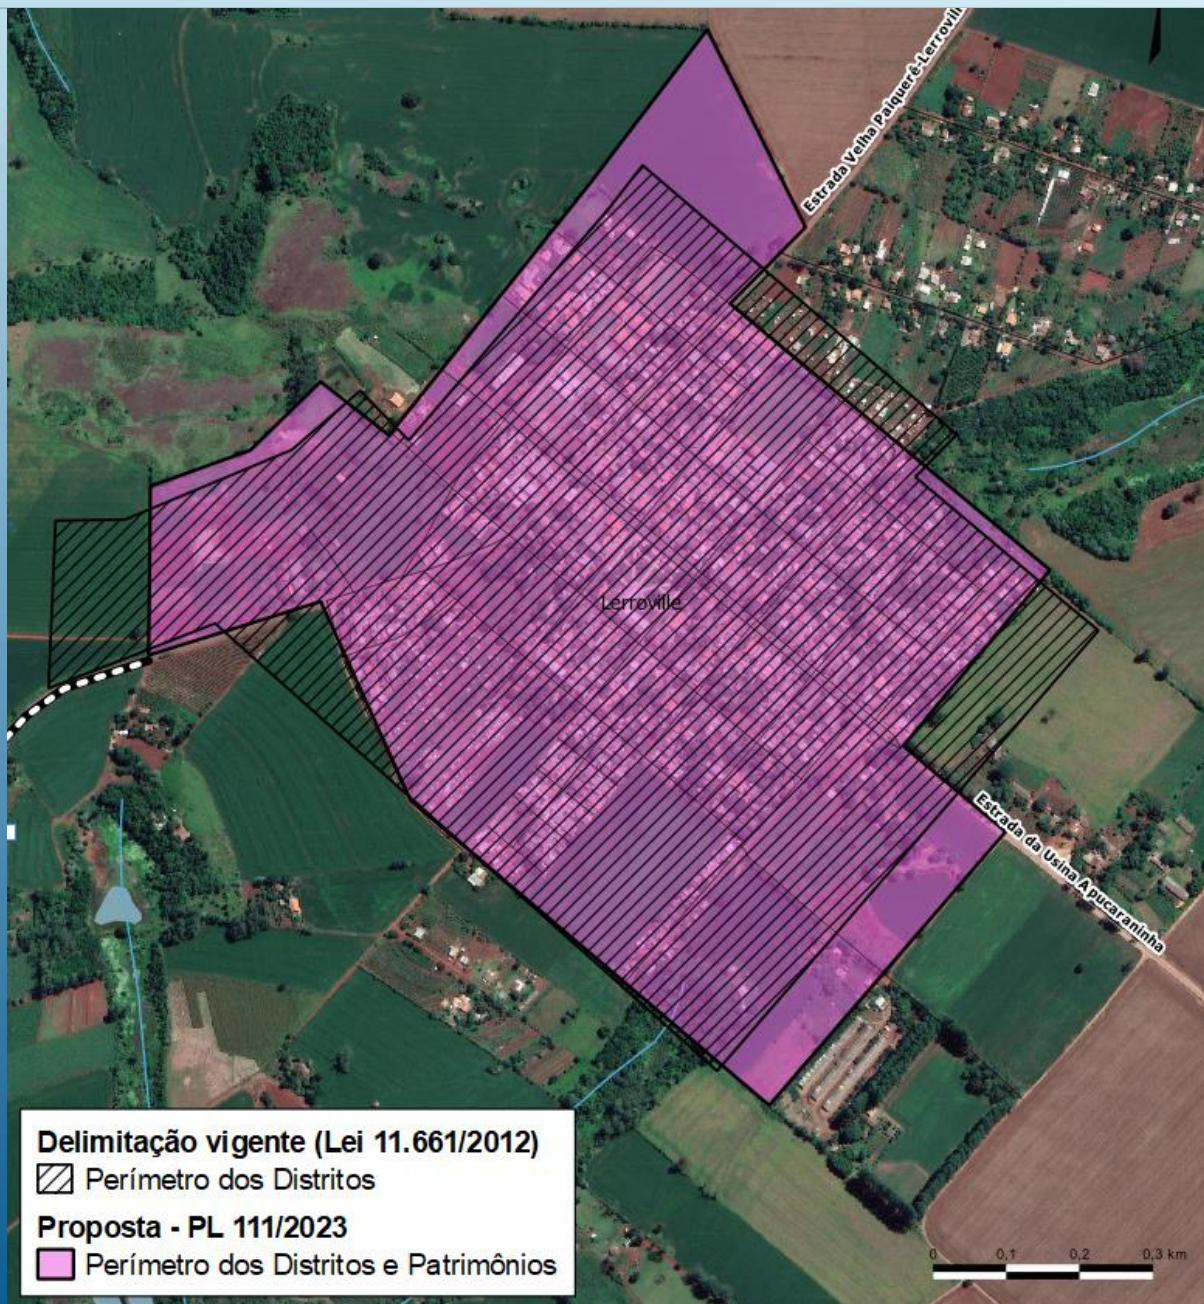 Estrada Velha Paiquerê-Lerrovill
Lerroville
Estrada da Usina Apucaraninha
Delimitação vigente (Lei 11.661/2012)
Perímetro dos Distritos
Proposta - PL 111/2023
Perímetro dos Distritos e Patrimônios
0 0,1 0,2 0,3 km